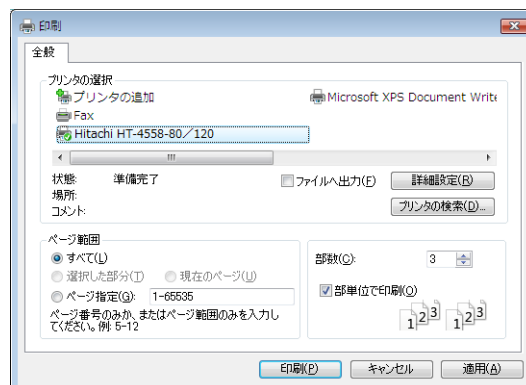 印刷
全般
プリンタの選択
プリンタの追加
Microsoft XPS Document Write
Fax
Hitachi HT-4558-80／120
状態: 準備完了
ファイルへ出力(F)
詳細設定(R)
場所:
コメント:
プリンタの検索(D)...
ページ範囲
すべて(L)
選択した部分(T)
現在のページ(U)
ページ指定(G): 1-65535
ページ番号のみか、またはページ範囲のみを入力し
てください。例: 5-12
部数(C): 3
部単位で印刷(O)
1 2 3 1 2 3
印刷(P)
キャンセル
適用(A)